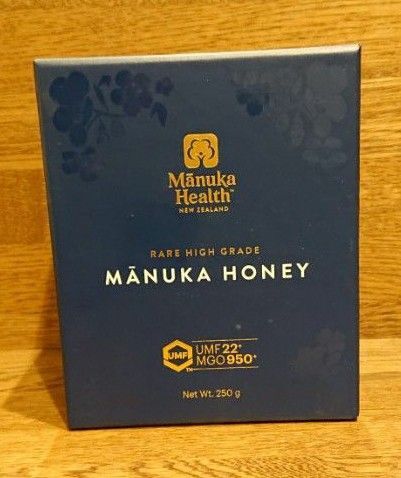 Mānuka
Health™
NEW ZEALAND
RARE HIGH GRADE
MĀNUKA HONEY
UMF
TM
UMF 22+
MGO 950+
Net Wt. 250 g